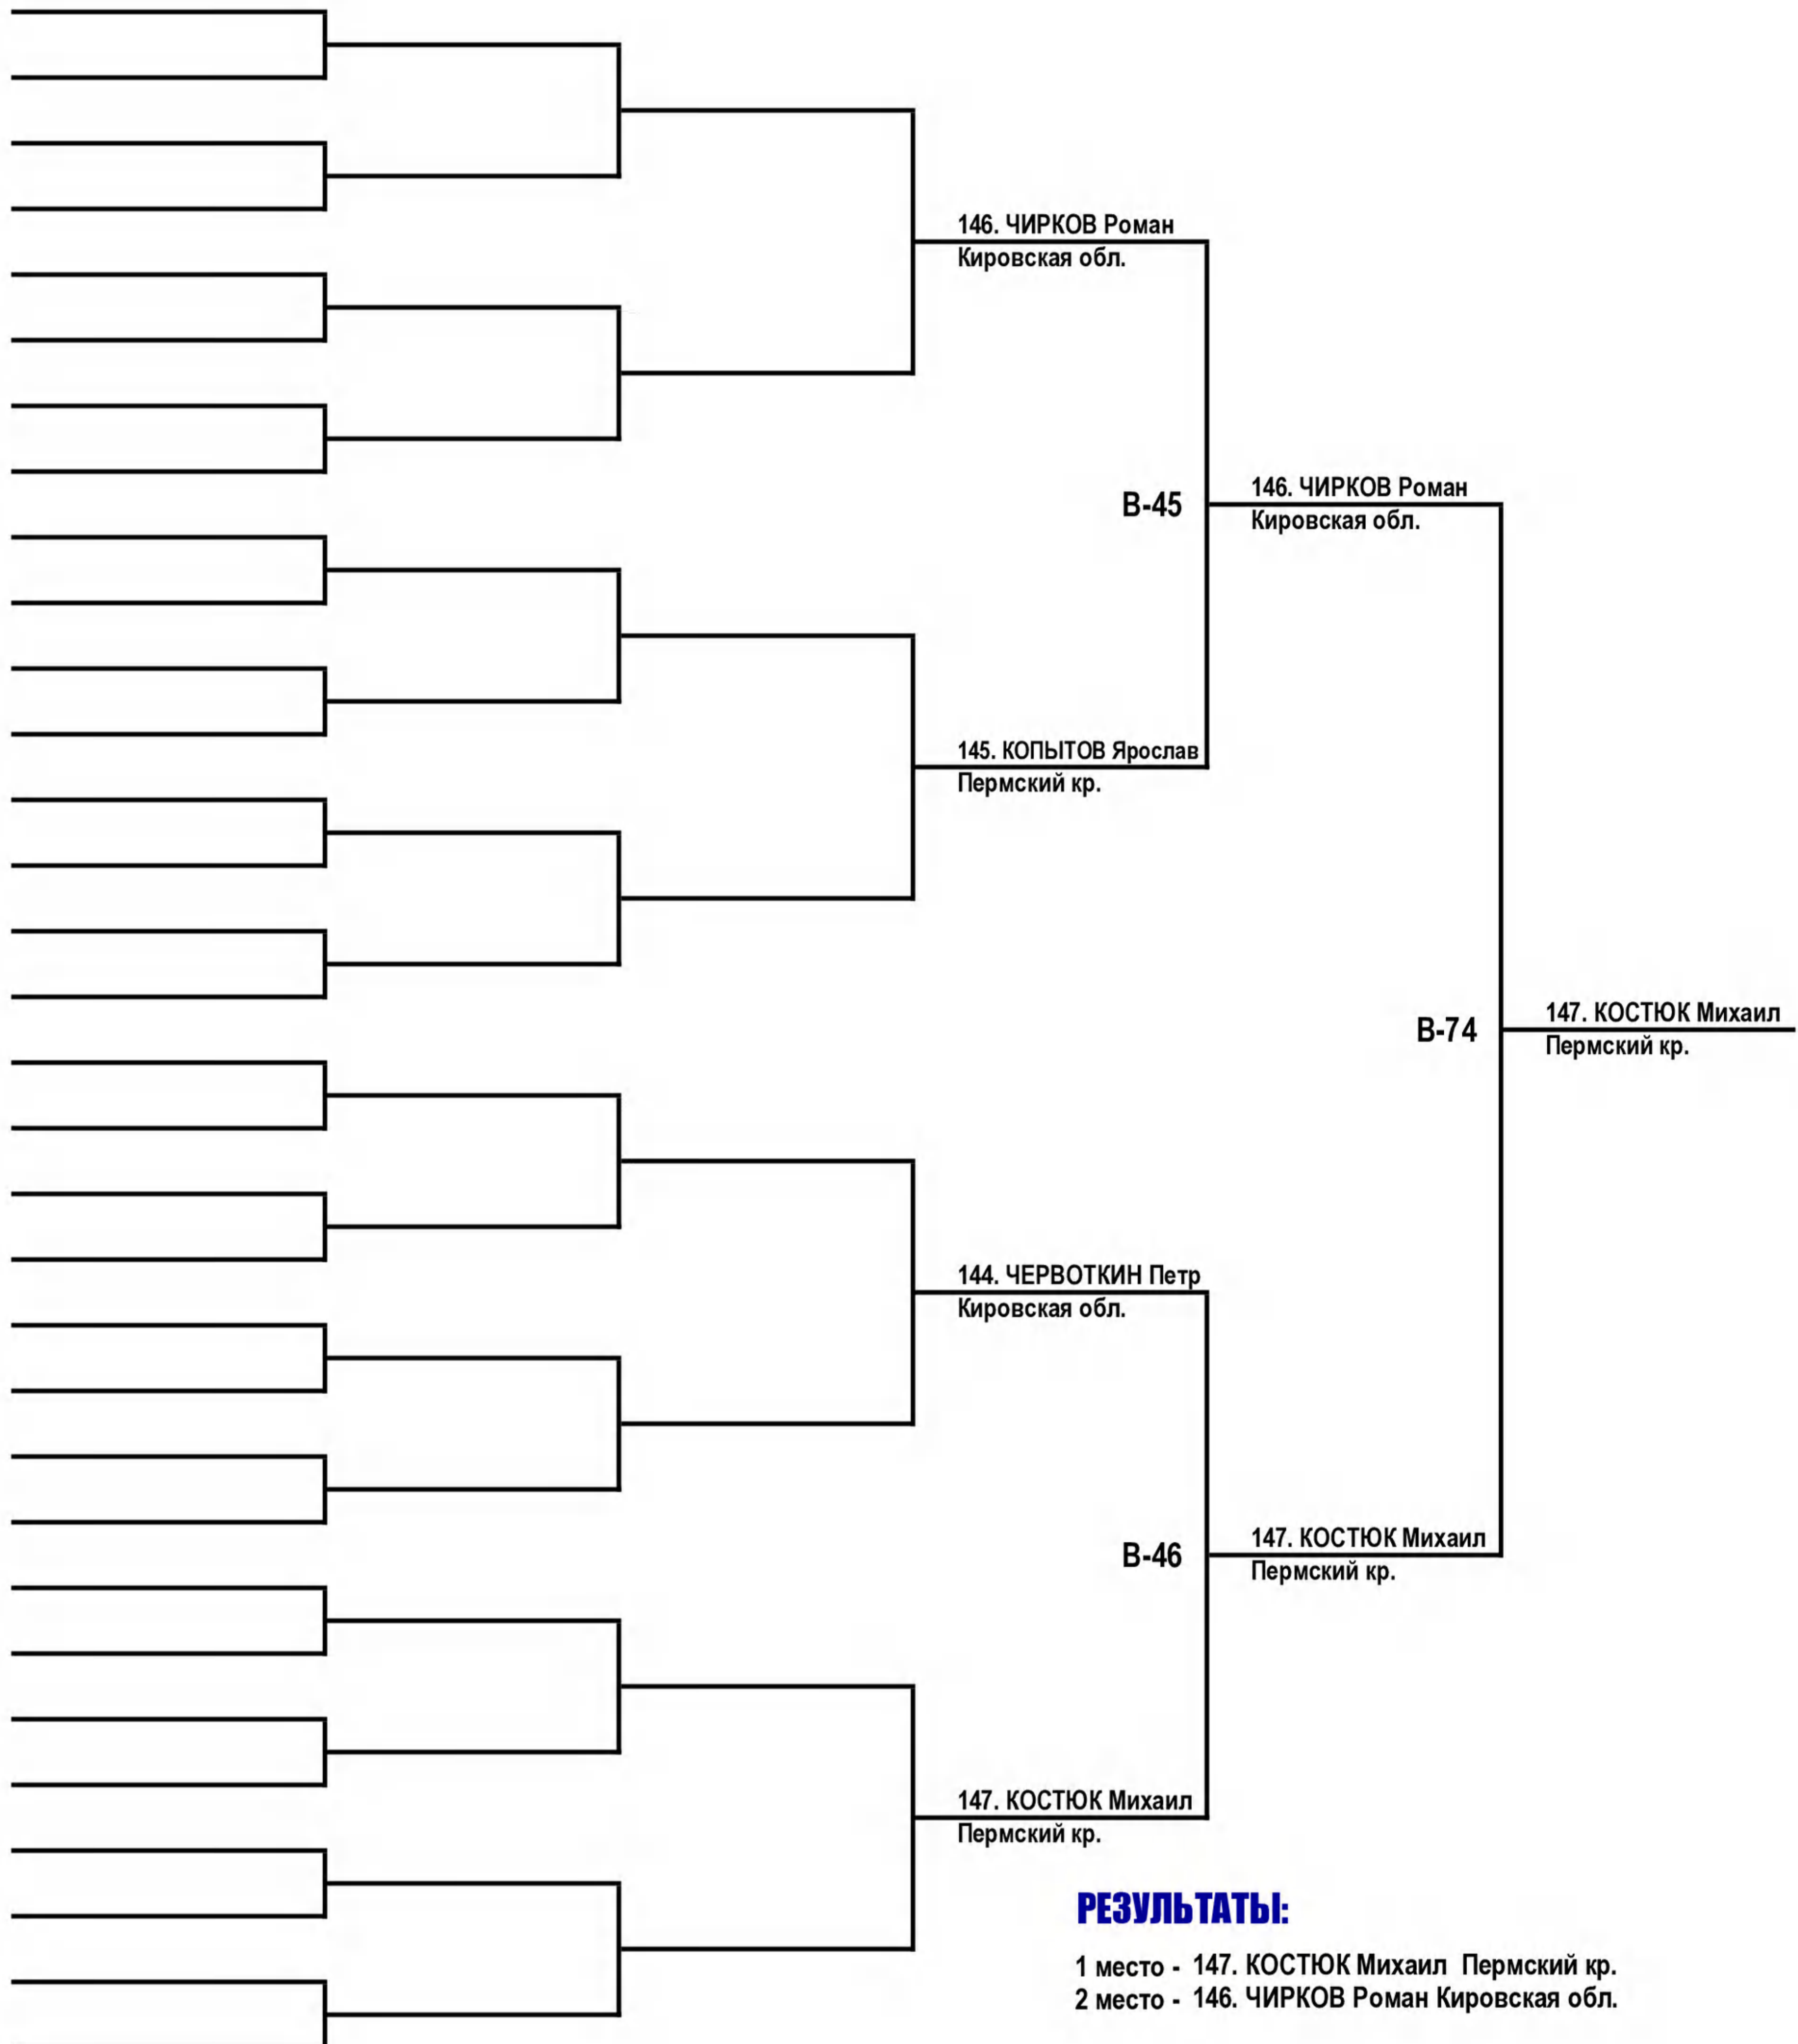 146. ЧИРКОВ Роман
Кировская обл.
В-45
146. ЧИРКОВ Роман
Кировская обл.
145. КОПЫТОВ Ярослав
Пермский кр.
В-74
147. КОСТЮК Михаил
Пермский кр.
144. ЧЕРВОТКИН Петр
Кировская обл.
В-46
147. КОСТЮК Михаил
Пермский кр.
147. КОСТЮК Михаил
Пермский кр.
РЕЗУЛЬТАТЫ:
1 место - 147. КОСТЮК Михаил Пермский кр.
2 место - 146. ЧИРКОВ Роман Кировская обл.